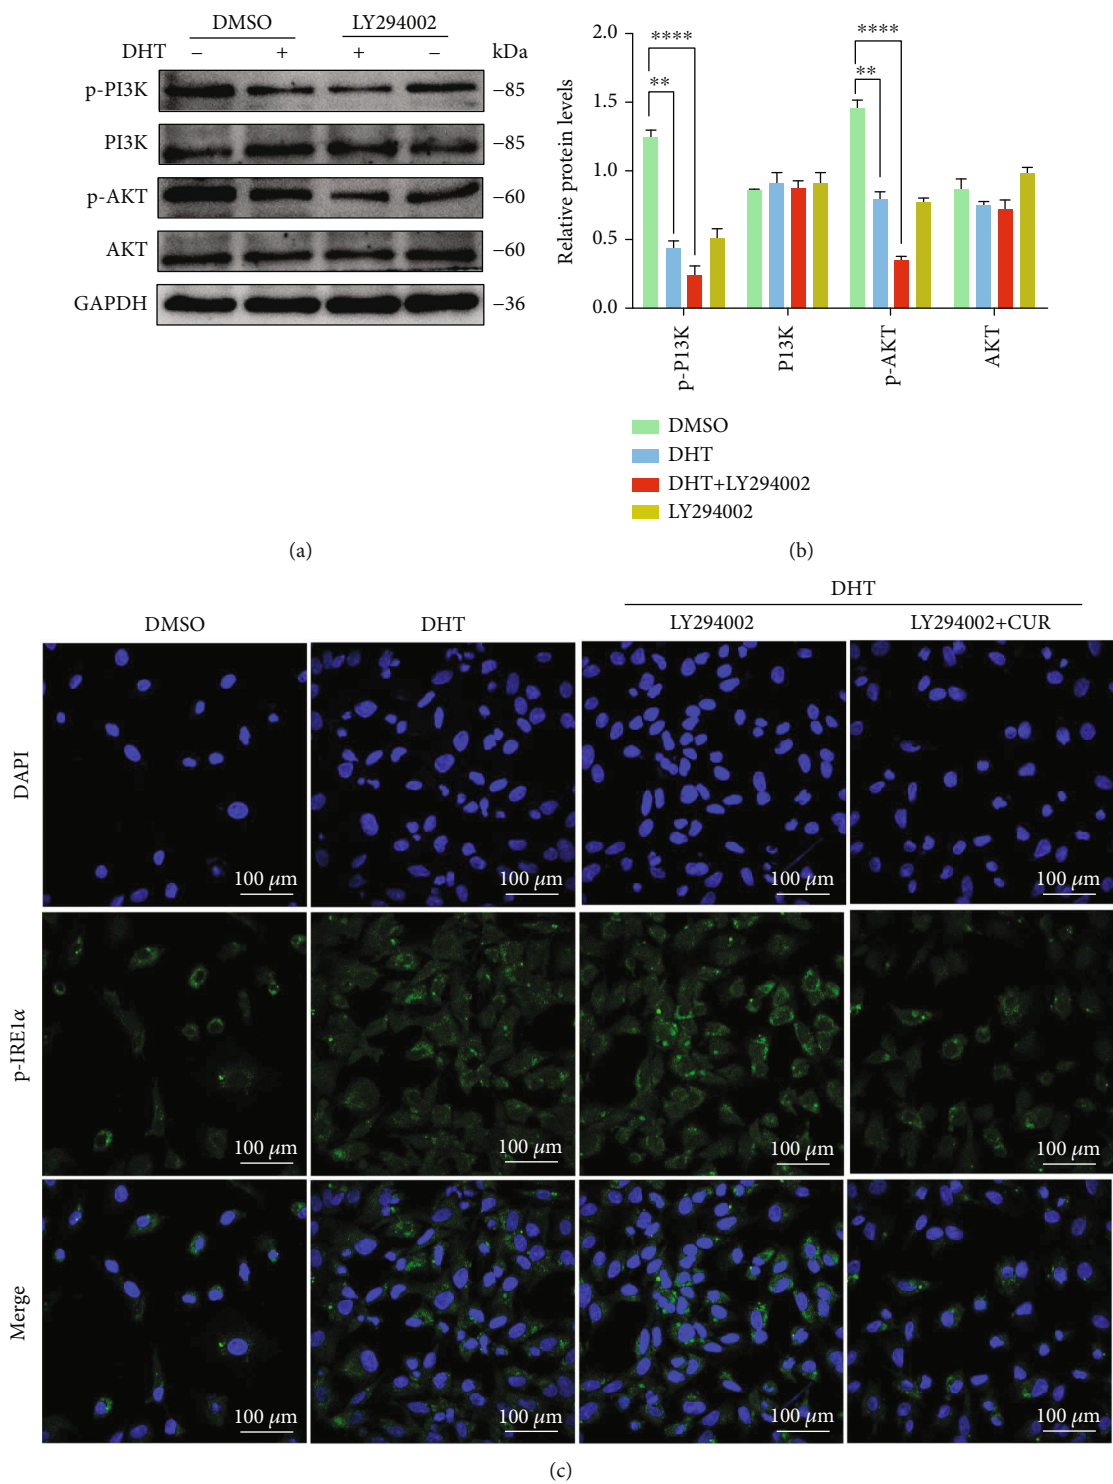 DMSO LY294002
DHT – + + – kDa
p-PI3K –85
PI3K –85
p-AKT –60
AKT –60
GAPDH –36
(a)
Relative protein levels
2.0
1.5
1.0
0.5
0.0
**** ****
** **
p-P13K P13K p-AKT AKT
DMSO
DHT
DHT+LY294002
LY294002
(b)
DHT
DMSO DHT LY294002 LY294002+CUR
DAPI
100 μm 100 μm 100 μm 100 μm
p-IRE1α
100 μm 100 μm 100 μm 100 μm
Merge
100 μm 100 μm 100 μm 100 μm
(c)